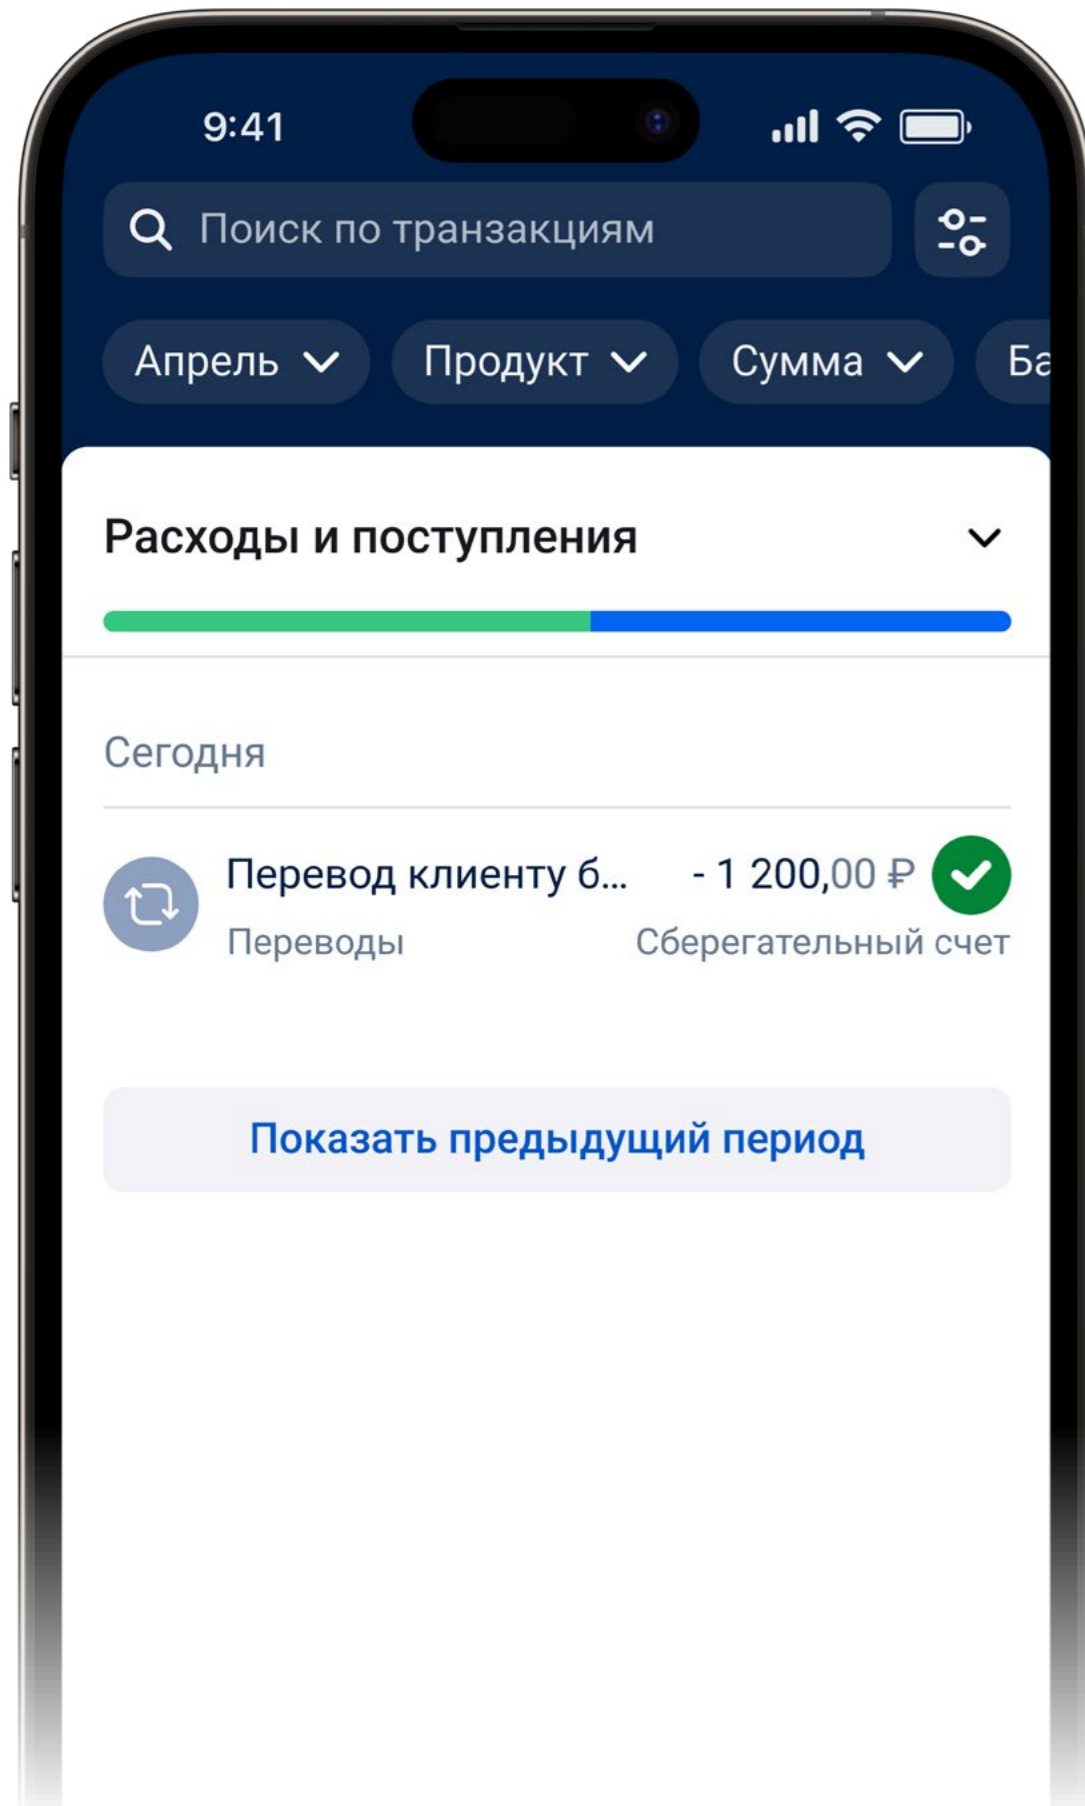 9:41
Поиск по транзакциям
Апрель Продукт Сумма Ба
Расходы и поступления
Сегодня
Перевод клиенту б... - 1 200,00 ₽
Переводы Сберегательный счет
Показать предыдущий период